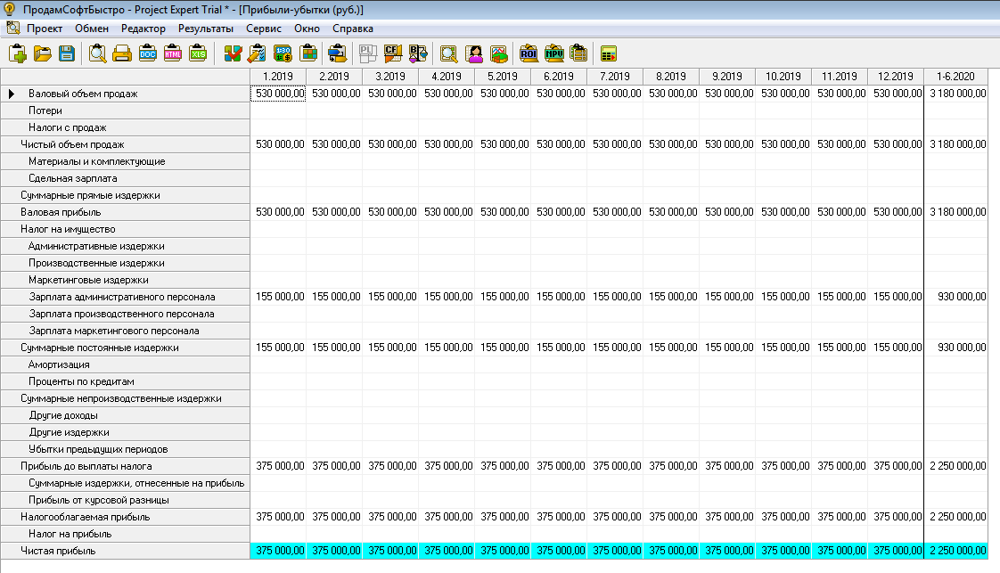 ПродамСофтБыстро - Project Expert Trial * - [Прибыли-убытки (руб.)]
Проект Обмен Редактор Результаты Сервис Окно Справка
DOC HTML XLS PL CF B ROI NPV
1.2019 2.2019 3.2019 4.2019 5.2019 6.2019 7.2019 8.2019 9.2019 10.2019 11.2019 12.2019 1-6.2020
Валовый объем продаж 530 000,00 530 000,00 530 000,00 530 000,00 530 000,00 530 000,00 530 000,00 530 000,00 530 000,00 530 000,00 530 000,00 530 000,00 3 180 000,00
Потери
Налоги с продаж
Чистый объем продаж 530 000,00 530 000,00 530 000,00 530 000,00 530 000,00 530 000,00 530 000,00 530 000,00 530 000,00 530 000,00 530 000,00 530 000,00 3 180 000,00
Материалы и комплектующие
Сдельная зарплата
Суммарные прямые издержки
Валовая прибыль 530 000,00 530 000,00 530 000,00 530 000,00 530 000,00 530 000,00 530 000,00 530 000,00 530 000,00 530 000,00 530 000,00 530 000,00 3 180 000,00
Налог на имущество
Административные издержки
Производственные издержки
Маркетинговые издержки
Зарплата административного персонала 155 000,00 155 000,00 155 000,00 155 000,00 155 000,00 155 000,00 155 000,00 155 000,00 155 000,00 155 000,00 155 000,00 155 000,00 930 000,00
Зарплата производственного персонала
Зарплата маркетингового персонала
Суммарные постоянные издержки 155 000,00 155 000,00 155 000,00 155 000,00 155 000,00 155 000,00 155 000,00 155 000,00 155 000,00 155 000,00 155 000,00 155 000,00 930 000,00
Амортизация
Проценты по кредитам
Суммарные непроизводственные издержки
Другие доходы
Другие издержки
Убытки предыдущих периодов
Прибыль до выплаты налога 375 000,00 375 000,00 375 000,00 375 000,00 375 000,00 375 000,00 375 000,00 375 000,00 375 000,00 375 000,00 375 000,00 375 000,00 2 250 000,00
Суммарные издержки, отнесенные на прибыль
Прибыль от курсовой разницы
Налогооблагаемая прибыль 375 000,00 375 000,00 375 000,00 375 000,00 375 000,00 375 000,00 375 000,00 375 000,00 375 000,00 375 000,00 375 000,00 375 000,00 2 250 000,00
Налог на прибыль
Чистая прибыль 375 000,00 375 000,00 375 000,00 375 000,00 375 000,00 375 000,00 375 000,00 375 000,00 375 000,00 375 000,00 375 000,00 375 000,00 2 250 000,00